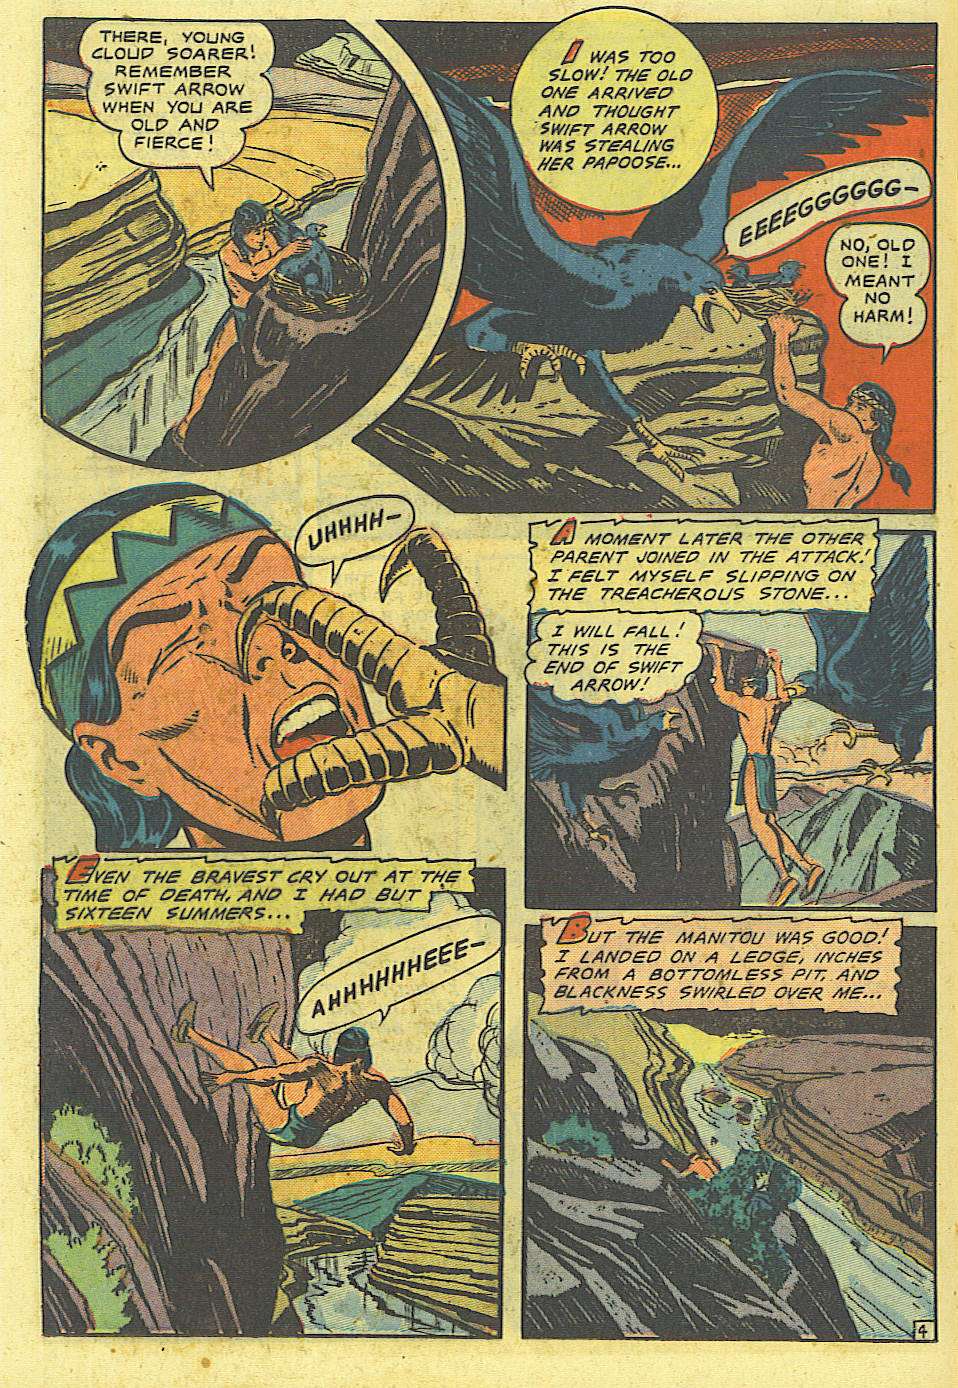 THERE, YOUNG
CLOUD SOARER!
REMEMBER
SWIFT ARROW
WHEN YOU ARE
OLD AND
FIERCE!
I WAS TOO
SLOW! THE OLD
ONE ARRIVED
AND THOUGHT
SWIFT ARROW
WAS STEALING
HER PAPOOSE...
EEEEGGGGGG-
NO, OLD
ONE! I
MEANT
NO
HARM!
UHHHH-
A MOMENT LATER THE OTHER
PARENT JOINED IN THE ATTACK!
I FELT MYSELF SLIPPING ON
THE TREACHEROUS STONE...
I WILL FALL!
THIS IS THE
END OF SWIFT
ARROW!
EVEN THE BRAVEST CRY OUT AT THE
TIME OF DEATH, AND I HAD BUT
SIXTEEN SUMMERS...
AHHHHHHEEE-
BUT THE MANITOU WAS GOOD!
I LANDED ON A LEDGE, INCHES
FROM A BOTTOMLESS PIT, AND
BLACKNESS SWIRLED OVER ME...
4